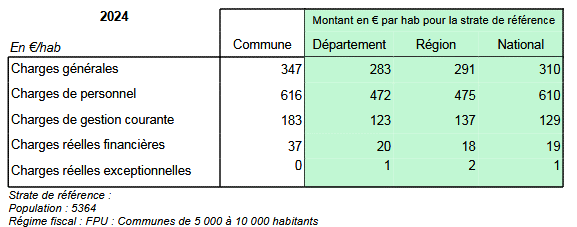 2024 Montant en € par hab pour la strate de référence
En €/hab Commune Département Région National
Charges générales 347 283 291 310
Charges de personnel 616 472 475 610
Charges de gestion courante 183 123 137 129
Charges réelles financières 37 20 18 19
Charges réelles exceptionnelles 0 1 2 1
Strate de référence :
Population : 5364
Régime fiscal : FPU : Communes de 5 000 à 10 000 habitants